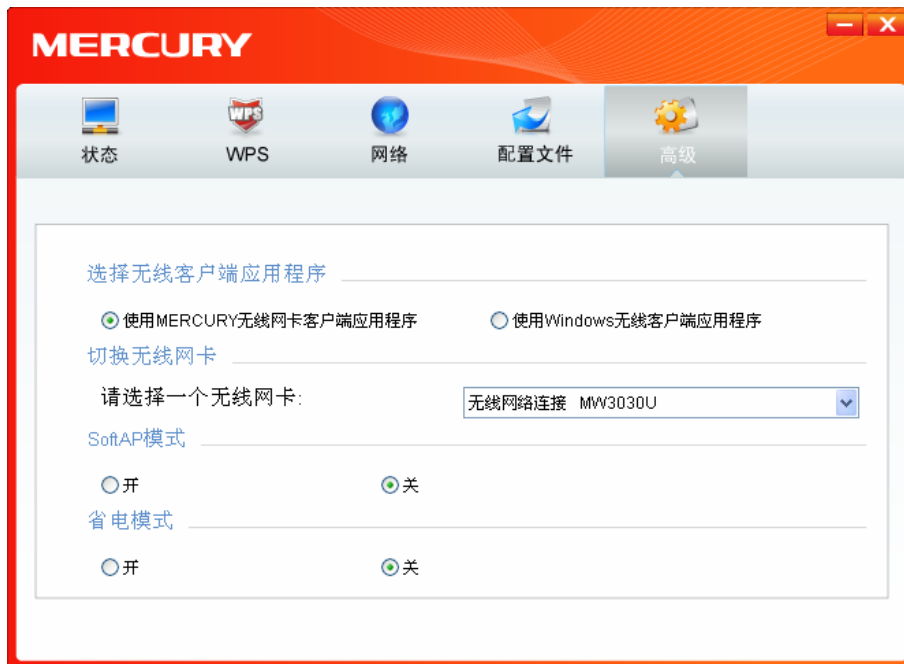 MERCURY
状态 WPS 网络 配置文件 高级
选择无线客户端应用程序
使用MERCURY无线网卡客户端应用程序 使用Windows无线客户端应用程序
切换无线网卡
请选择一个无线网卡: 无线网络连接 MW3030U
SoftAP模式
开 关
省电模式
开 关